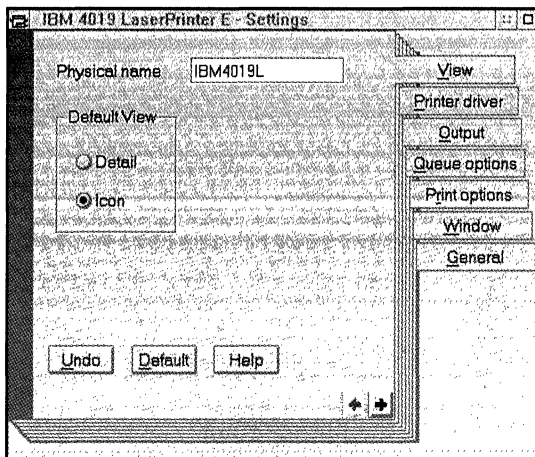 IBM 4019 LaserPrinter E - Settings
Physical name IBM4019L
Default View
Detail
Icon
Undo Default Help
View
Printer driver
Output
Queue options
Print options
Window
General